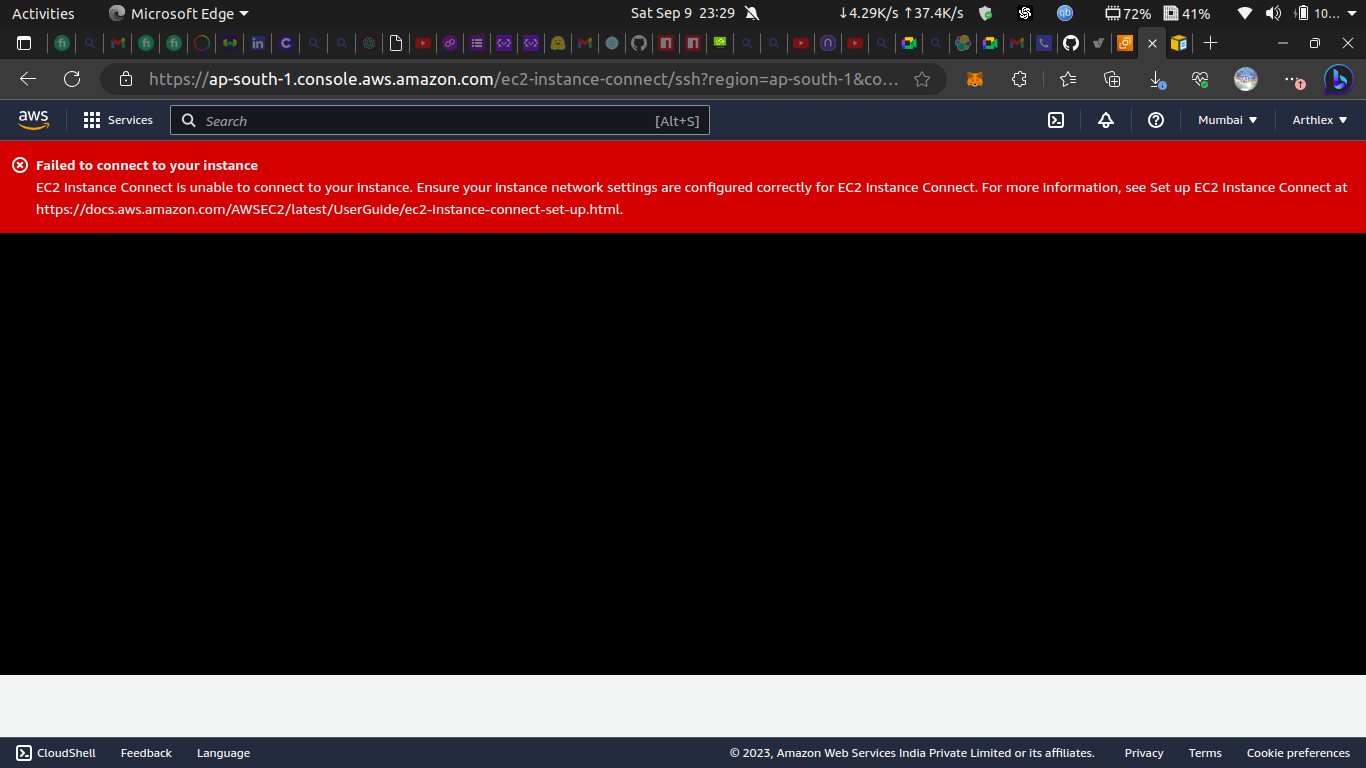 Activities Microsoft Edge Sat Sep 9 23:29 ↓4.29K/s ↑37.4K/s 72% 41% 10...
https://ap-south-1.console.aws.amazon.com/ec2-instance-connect/ssh?region=ap-south-1&co...
aws Services Search [Alt+S] Mumbai Arthlex
Failed to connect to your instance
EC2 Instance Connect is unable to connect to your instance. Ensure your instance network settings are configured correctly for EC2 Instance Connect. For more information, see Set up EC2 Instance Connect at
https://docs.aws.amazon.com/AWSEC2/latest/UserGuide/ec2-instance-connect-set-up.html.
CloudShell Feedback Language © 2023, Amazon Web Services India Private Limited or its affiliates. Privacy Terms Cookie preferences